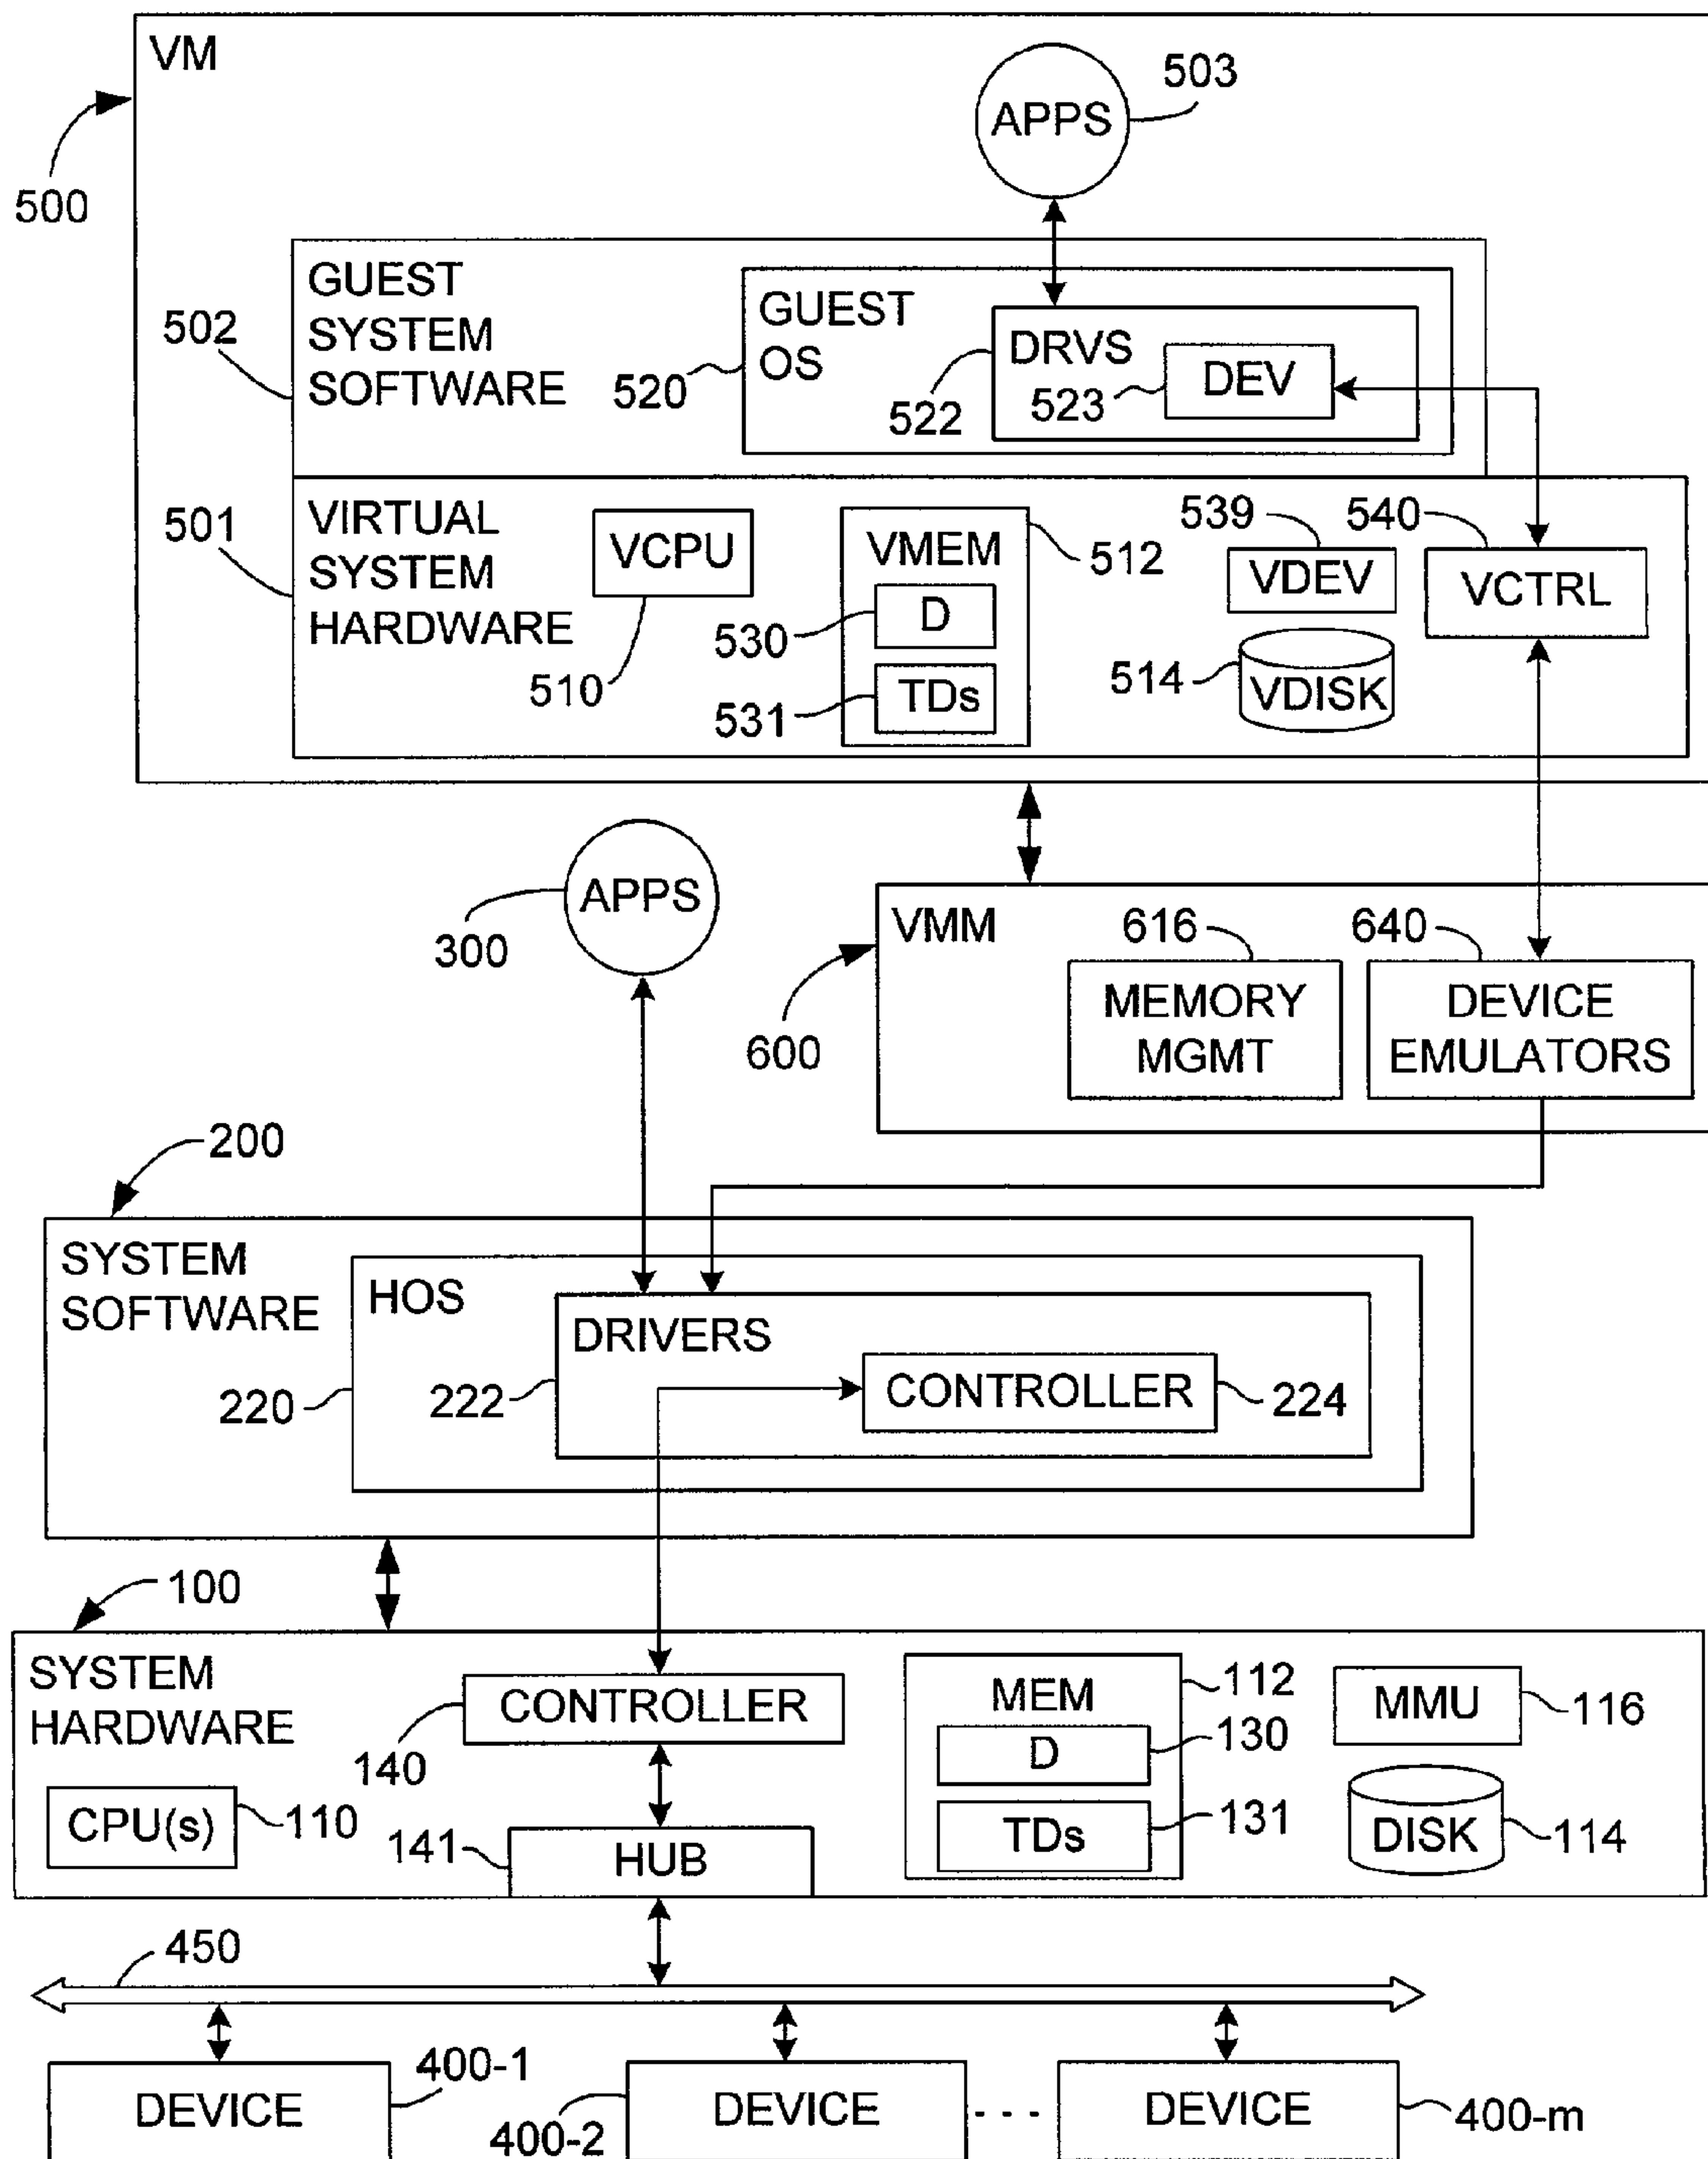 VM
503
APPS
500
GUEST
SYSTEM
SOFTWARE
502
GUEST
OS
520
DRVS
522
DEV
523
501
VIRTUAL
SYSTEM
HARDWARE
VCPU
510
VMEM
512
D
530
TDs
531
539
VDEV
540
VCTRL
514
VDISK
APPS
300
VMM
600
616
MEMORY
MGMT
640
DEVICE
EMULATORS
200
SYSTEM
SOFTWARE
HOS
220
DRIVERS
222
CONTROLLER
224
100
SYSTEM
HARDWARE
CONTROLLER
140
CPU(s)
110
141
HUB
MEM
112
D
130
TDs
131
MMU
116
DISK
114
450
DEVICE
400-1
DEVICE
400-2
- - -
DEVICE
400-m